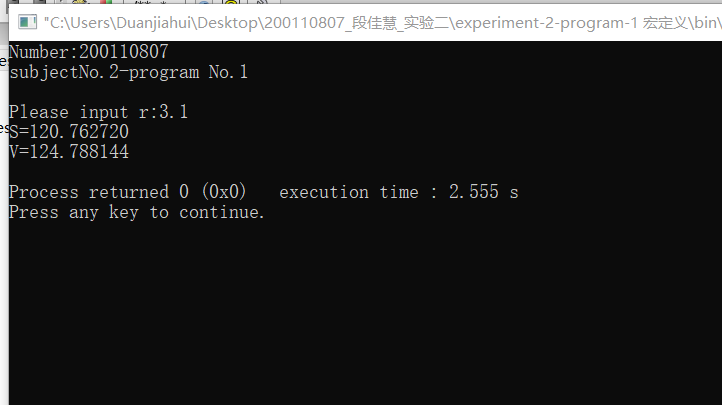 "C:\Users\Duanjiahui\Desktop\200110807_段佳慧_实验二\experiment-2-program-1 宏定义\bin\
Number:200110807
subjectNo.2-program No.1
Please input r:3.1
S=120.762720
V=124.788144
Process returned 0 (0x0)   execution time : 2.555 s
Press any key to continue.